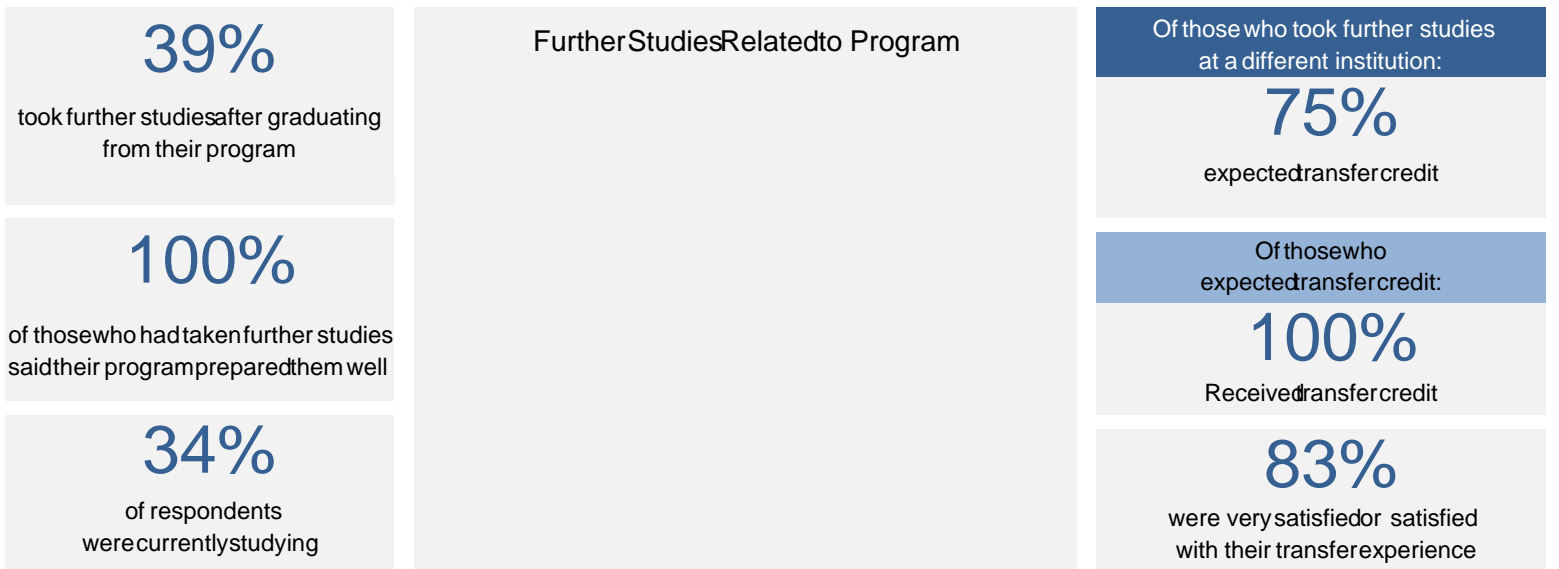 39%
took further studies after graduating
from their program
100%
of those who had taken further studies
said their program prepared them well
34%
of respondents
were currently studying
Further Studies Related to Program
Of those who took further studies
at a different institution:
75%
expected transfer credit
Of those who
expected transfer credit:
100%
Received transfer credit
83%
were very satisfied or satisfied
with their transfer experience